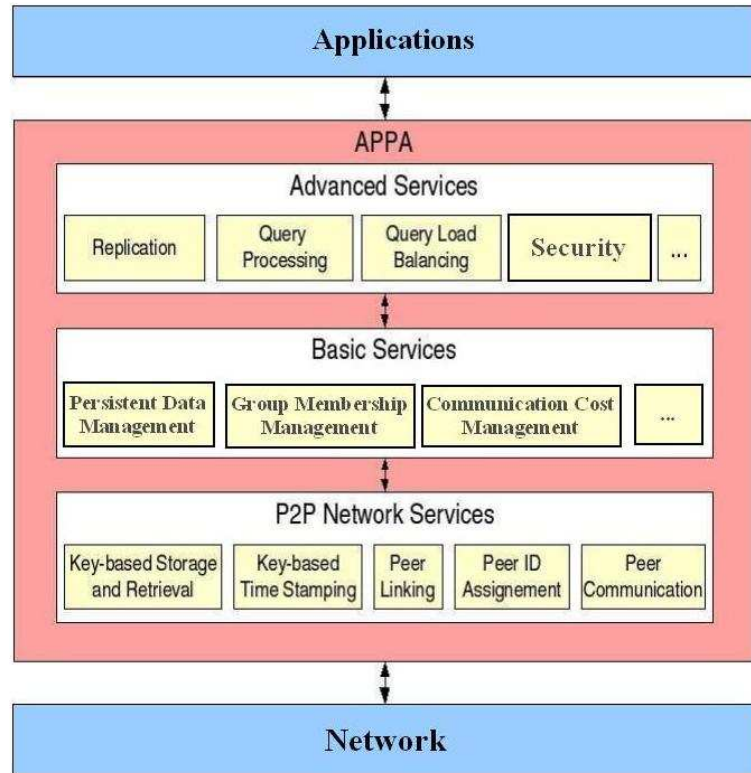 Applications
APPA
Advanced Services
Replication
Query
Processing
Query Load
Balancing
Security
...
Basic Services
Persistent Data
Management
Group Membership
Management
Communication Cost
Management
...
P2P Network Services
Key-based Storage
and Retrieval
Key-based
Time Stamping
Peer
Linking
Peer ID
Assignement
Peer
Communication
Network